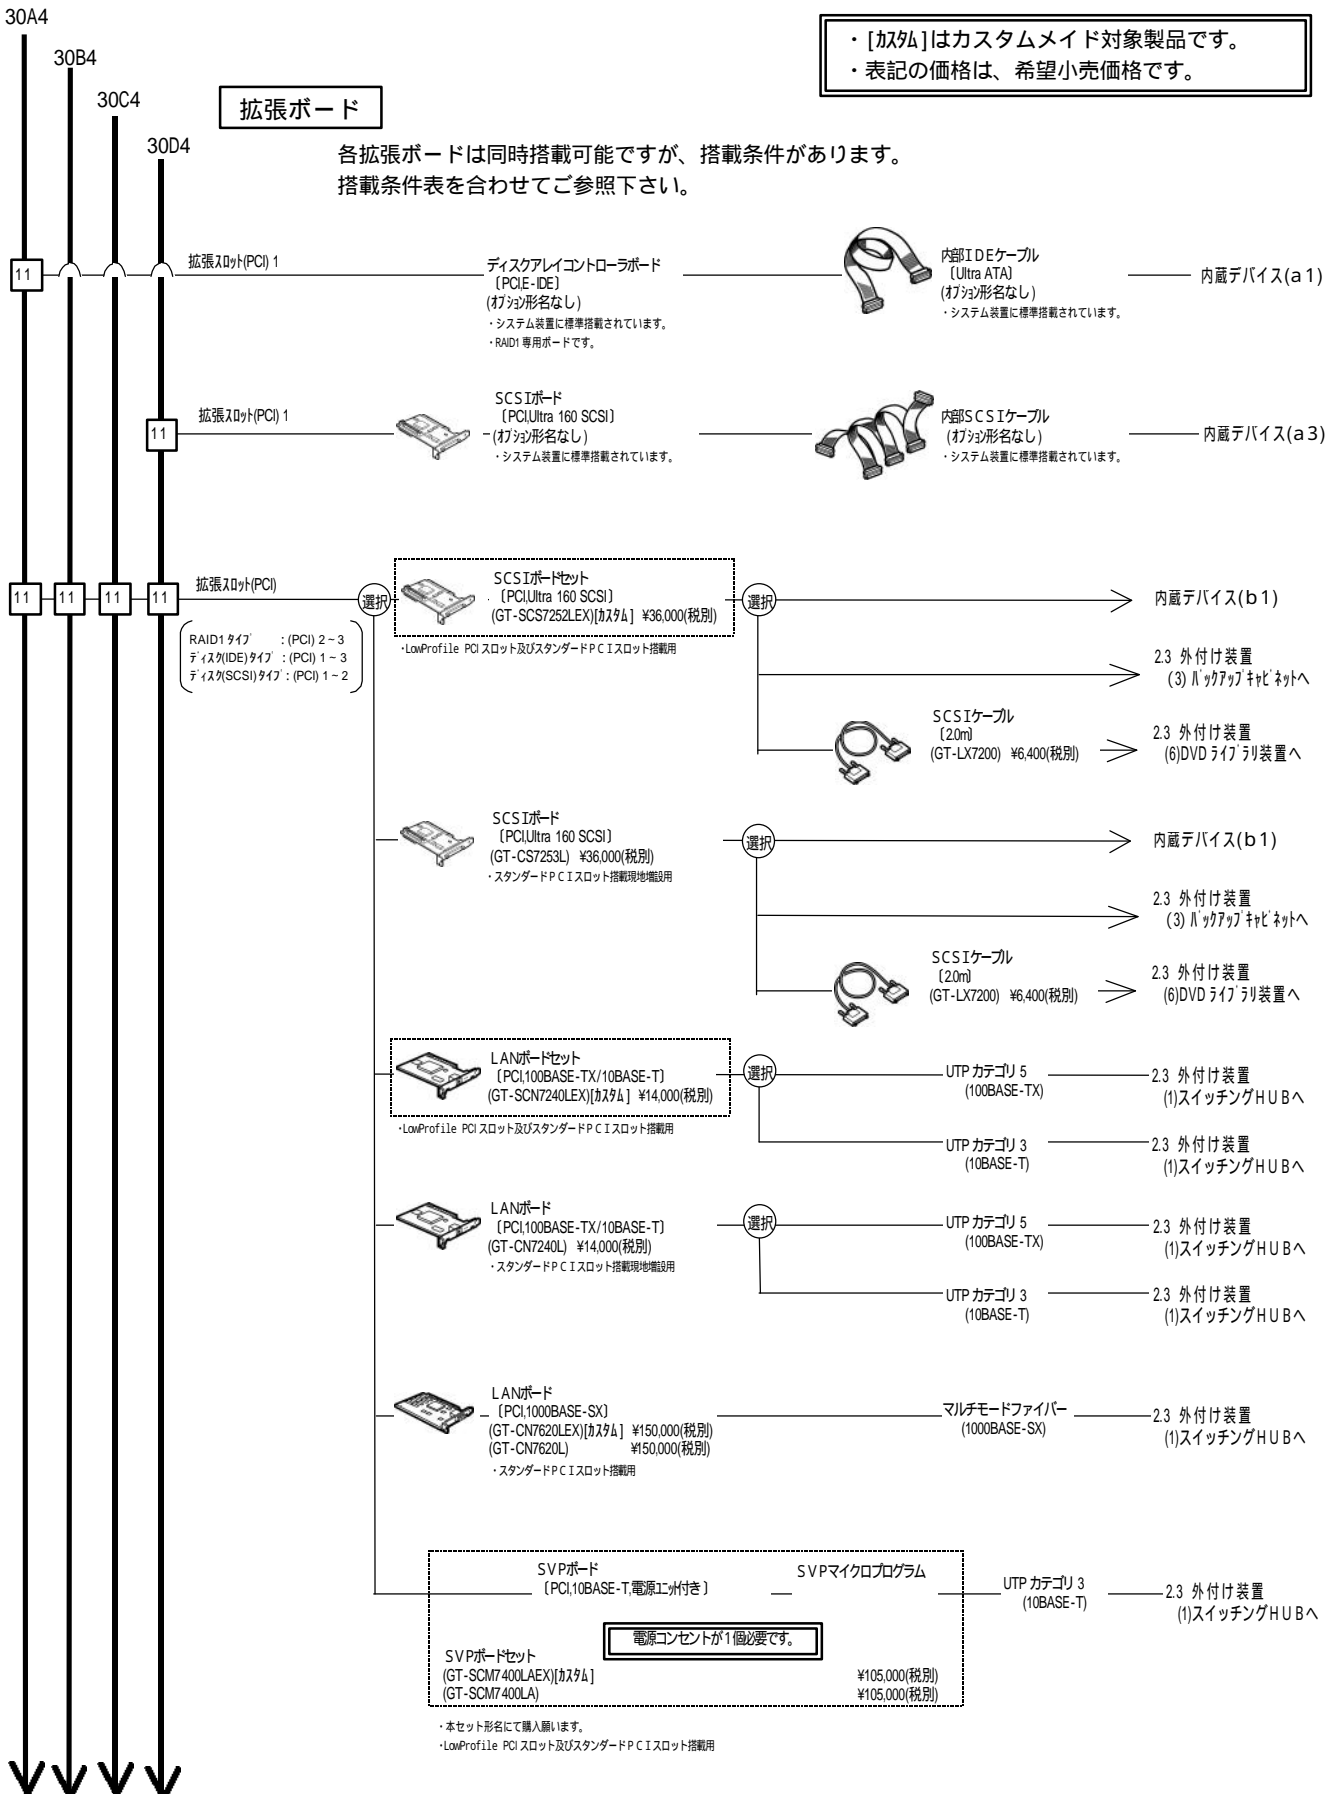 30A4
30B4
30C4
30D4
・[ｶｽﾀﾑ]はカスタムメイド対象製品です。
・表記の価格は、希望小売価格です。
拡張ボード
各拡張ボードは同時搭載可能ですが、搭載条件があります。
搭載条件表を合わせてご参照下さい。
11
拡張ｽﾛｯﾄ(PCI) 1
ディスクアレイコントローラボード
〔PCI,E-IDE〕
(ｵﾌﾟｼｮﾝ形名なし)
・システム装置に標準搭載されています。
・RAID1専用ボードです。
内部IDEケーブル
〔Ultra ATA〕
(ｵﾌﾟｼｮﾝ形名なし)
・システム装置に標準搭載されています。
内蔵デバイス(a1)
11
拡張ｽﾛｯﾄ(PCI) 1
SCSIﾎﾞｰﾄﾞ
〔PCI,Ultra 160 SCSI〕
(ｵﾌﾟｼｮﾝ形名なし)
・システム装置に標準搭載されています。
内部SCSIケーブル
(ｵﾌﾟｼｮﾝ形名なし)
・システム装置に標準搭載されています。
内蔵デバイス(a3)
11 11 11 11
拡張ｽﾛｯﾄ(PCI)
RAID1ﾀｲﾌﾟ : (PCI) 2~3
ﾃﾞｨｽｸ(IDE)ﾀｲﾌﾟ : (PCI) 1~3
ﾃﾞｨｽｸ(SCSI)ﾀｲﾌﾟ : (PCI) 1~2
選択
SCSIﾎﾞｰﾄﾞｾｯﾄ
〔PCI,Ultra 160 SCSI〕
(GT-SCS7252LEX)[ｶｽﾀﾑ] ¥36,000(税別)
・LowProfile PCIスロット及びスタンダードＰＣＩスロット搭載用
選択
内蔵デバイス(b1)
2.3 外付け装置
(3)ﾊﾞｯｸｱｯﾌﾟｷｬﾋﾞﾈｯﾄへ
SCSIケーブル
〔2.0m〕
(GT-LX7200) ¥6,400(税別)
2.3 外付け装置
(6)DVDﾗｲﾌﾞﾗﾘ装置へ
SCSIﾎﾞｰﾄﾞ
〔PCI,Ultra 160 SCSI〕
(GT-CS7253L) ¥36,000(税別)
・スタンダードＰＣＩスロット搭載現地増設用
選択
内蔵デバイス(b1)
2.3 外付け装置
(3)ﾊﾞｯｸｱｯﾌﾟｷｬﾋﾞﾈｯﾄへ
SCSIケーブル
〔2.0m〕
(GT-LX7200) ¥6,400(税別)
2.3 外付け装置
(6)DVDﾗｲﾌﾞﾗﾘ装置へ
LANﾎﾞｰﾄﾞｾｯﾄ
〔PCI,100BASE-TX/10BASE-T〕
(GT-SCN7240LEX)[ｶｽﾀﾑ] ¥14,000(税別)
・LowProfile PCIスロット及びスタンダードＰＣＩスロット搭載用
選択
UTPカテゴリ5
(100BASE-TX)
2.3 外付け装置
(1)スイッチングＨＵＢへ
UTPカテゴリ3
(10BASE-T)
2.3 外付け装置
(1)スイッチングＨＵＢへ
LANﾎﾞｰﾄﾞ
〔PCI,100BASE-TX/10BASE-T〕
(GT-CN7240L) ¥14,000(税別)
・スタンダードＰＣＩスロット搭載現地増設用
選択
UTPカテゴリ5
(100BASE-TX)
2.3 外付け装置
(1)スイッチングＨＵＢへ
UTPカテゴリ3
(10BASE-T)
2.3 外付け装置
(1)スイッチングＨＵＢへ
LANﾎﾞｰﾄﾞ
〔PCI,1000BASE-SX〕
(GT-CN7620LEX)[ｶｽﾀﾑ] ¥150,000(税別)
(GT-CN7620L) ¥150,000(税別)
・スタンダードＰＣＩスロット搭載用
マルチモードファイバー
(1000BASE-SX)
2.3 外付け装置
(1)スイッチングＨＵＢへ
SVPﾎﾞｰﾄﾞ
〔PCI,10BASE-T,電源ﾕﾆｯﾄ付き〕
SVPマイクロプログラム
UTPカテゴリ3
(10BASE-T)
2.3 外付け装置
(1)スイッチングＨＵＢへ
電源コンセントが1個必要です。
SVPﾎﾞｰﾄﾞｾｯﾄ
(GT-SCM7400LAEX)[ｶｽﾀﾑ] ¥105,000(税別)
(GT-SCM7400LA) ¥105,000(税別)
・本セット形名にて購入願います。
・LowProfile PCIスロット及びスタンダードＰＣＩスロット搭載用